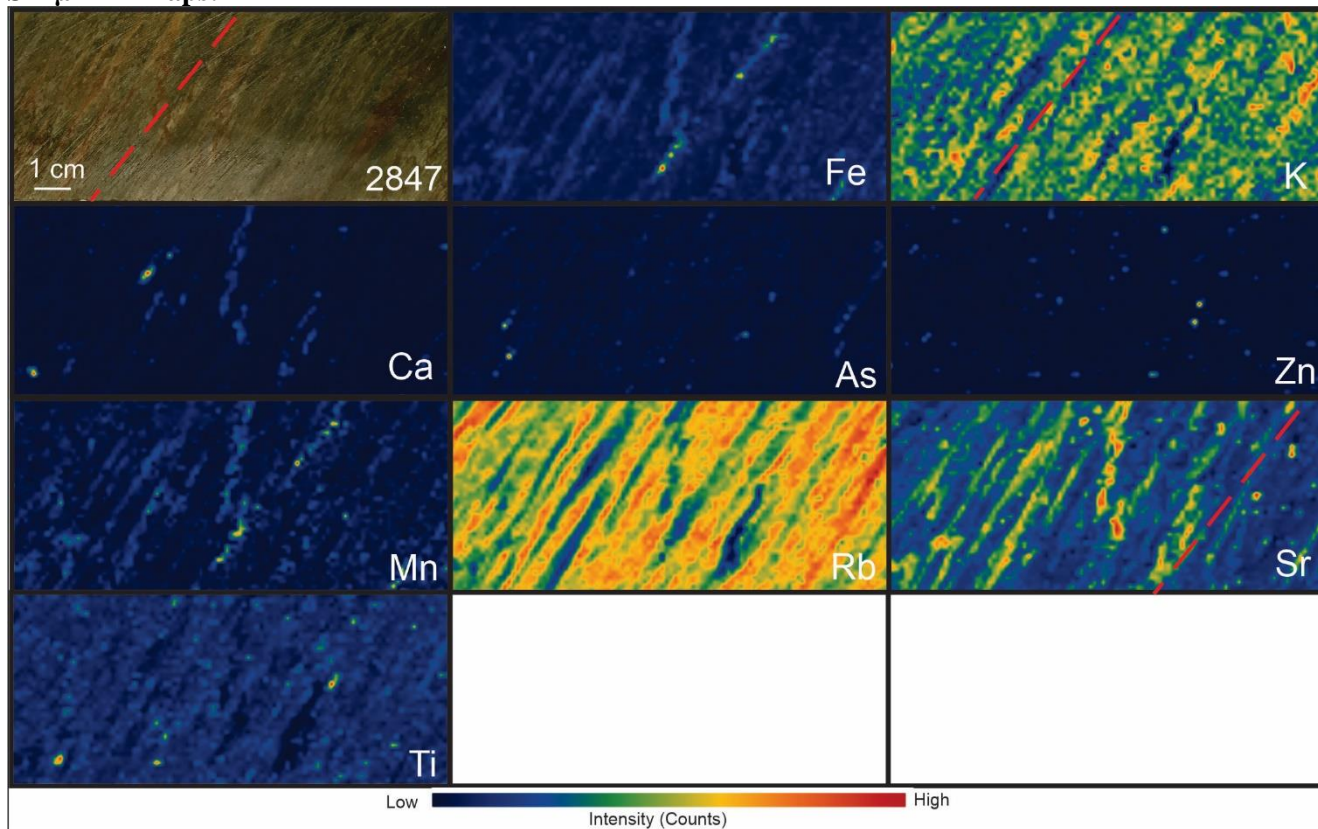 1 cm
2847
Fe
K
Ca
As
Zn
Mn
Rb
Sr
Ti
Low
High
Intensity (Counts)